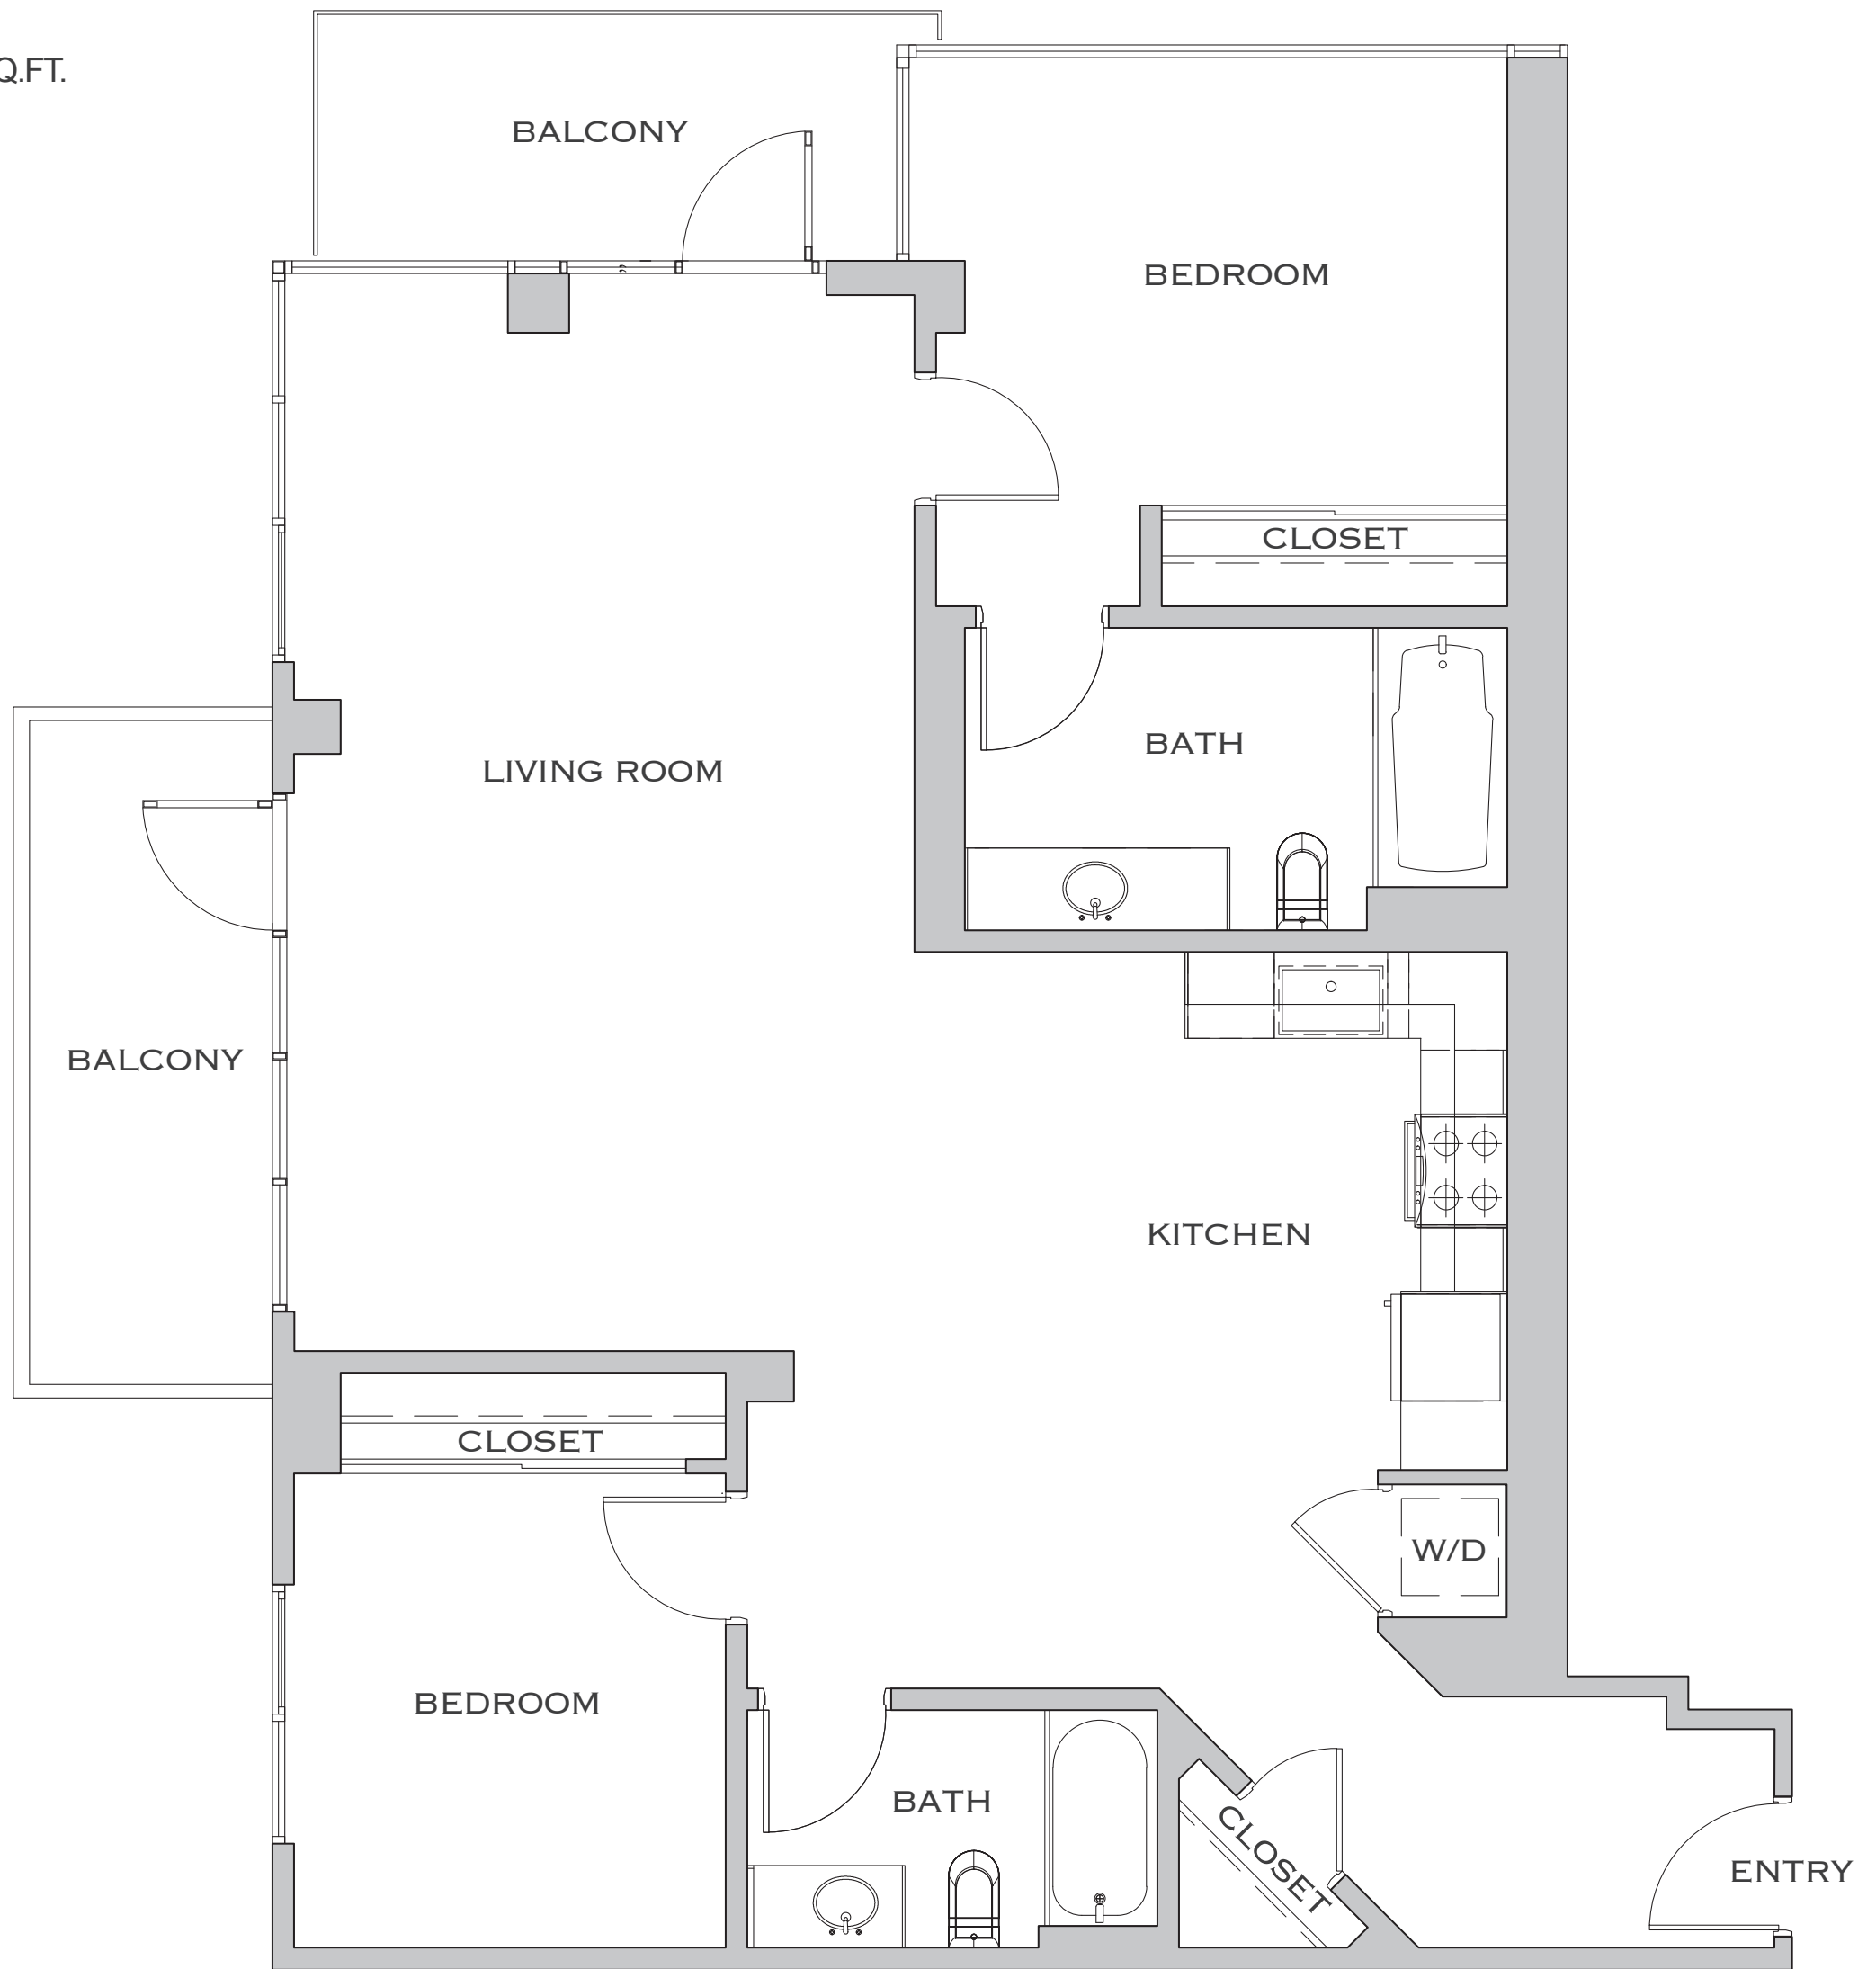 Q.FT.
BALCONY
BEDROOM
CLOSET
BATH
LIVING ROOM
BALCONY
KITCHEN
CLOSET
W/D
BEDROOM
BATH
CLOSET
ENTRY